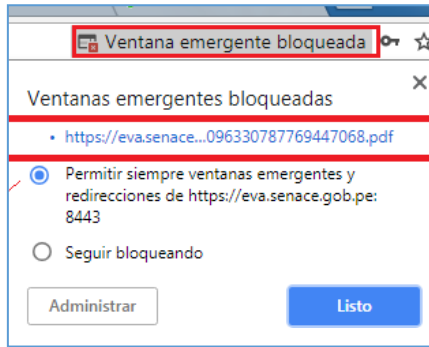 Ventana emergente bloqueada
Ventanas emergentes bloqueadas
• https://eva.senace...096330787769447068.pdf
Permitir siempre ventanas emergentes y
redirecciones de https://eva.senace.gob.pe:
8443
Seguir bloqueando
Administrar
Listo